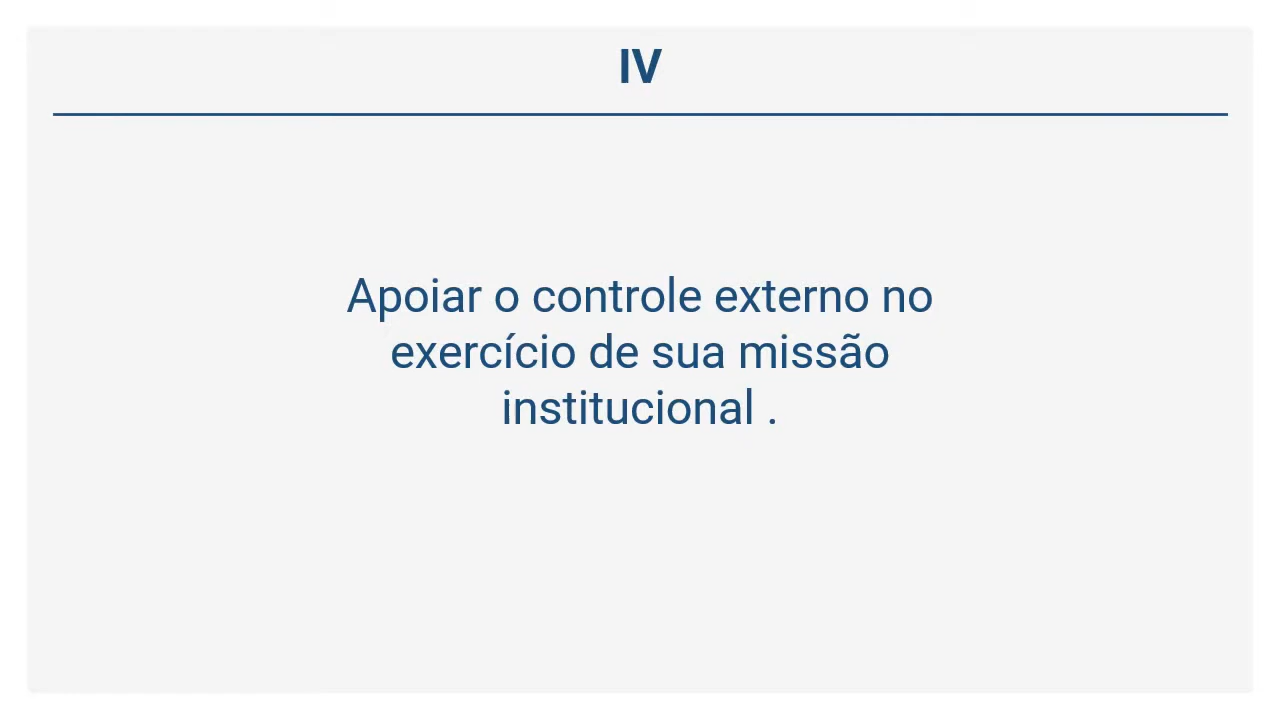 IV
Apoiar o controle externo no
exercício de sua missão
institucional .